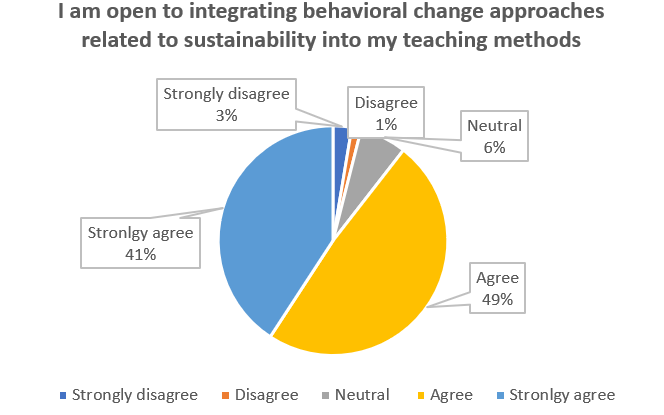 I am open to integrating behavioral change approaches
related to sustainability into my teaching methods
Strongly disagree
3%
Disagree
1%
Neutral
6%
Stronlgy agree
41%
Agree
49%
Strongly disagree
Disagree
Neutral
Agree
Stronlgy agree